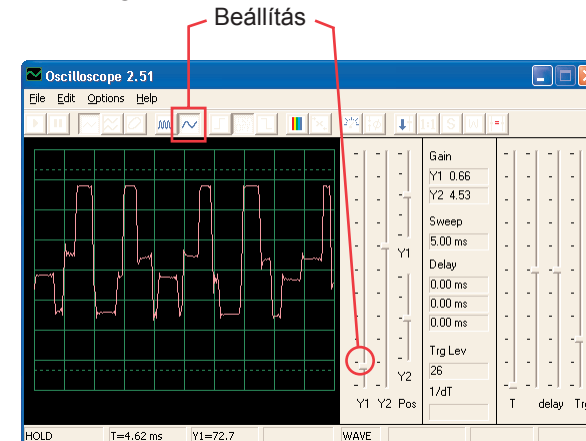 Beállítás
Oscilloscope 2.51
File Edit Options Help
Gain
Y1 0.66
Y2 4.53
Sweep
5.00 ms
Delay
0.00 ms
0.00 ms
0.00 ms
Trg Lev
26
1/dT
Y1
Y2
Y1 Y2 Pos
T delay
HOLD T=4.62 ms Y1=72.7 WAVE